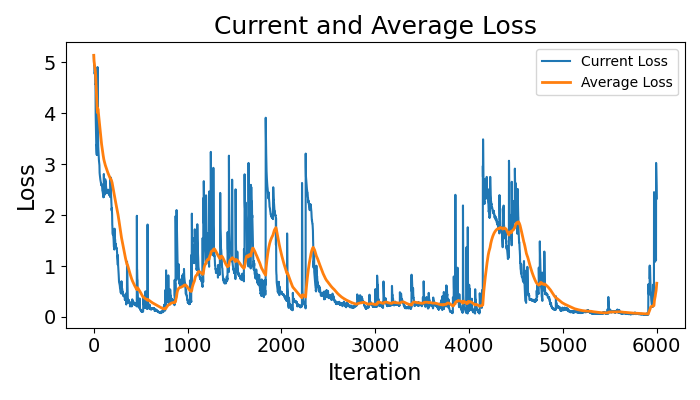 Current and Average Loss
Current Loss
Average Loss
Loss
5
4
3
2
1
0
0 1000 2000 3000 4000 5000 6000
Iteration